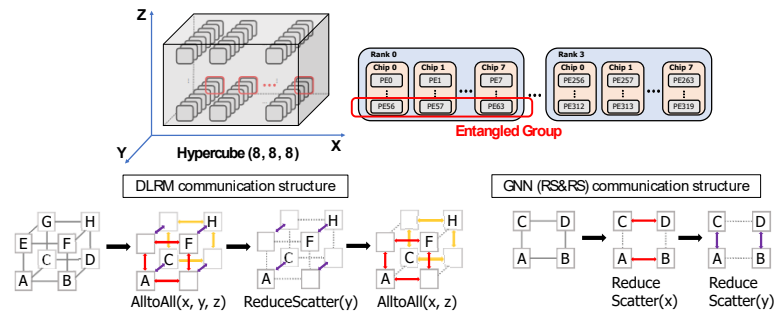 Z
Y
X
Hypercube (8, 8, 8)
Rank 0
Rank 3
Chip 0
Chip 1
Chip 7
Chip 0
Chip 1
Chip 7
PE0
PE1
PE7
PE256
PE257
PE263
PE56
PE57
PE63
PE312
PE313
PE319
Entangled Group
DLRM communication structure
GNN (RS&RS) communication structure
G H
E F
C D
A B
H
F
C
A
AlltoAll(x, y, z)
H
F
C
A
ReduceScatter(y)
H
F
C
A
AlltoAll(x, z)
C D
A B
C D
A B
Reduce
Scatter(x)
C D
A B
Reduce
Scatter(y)